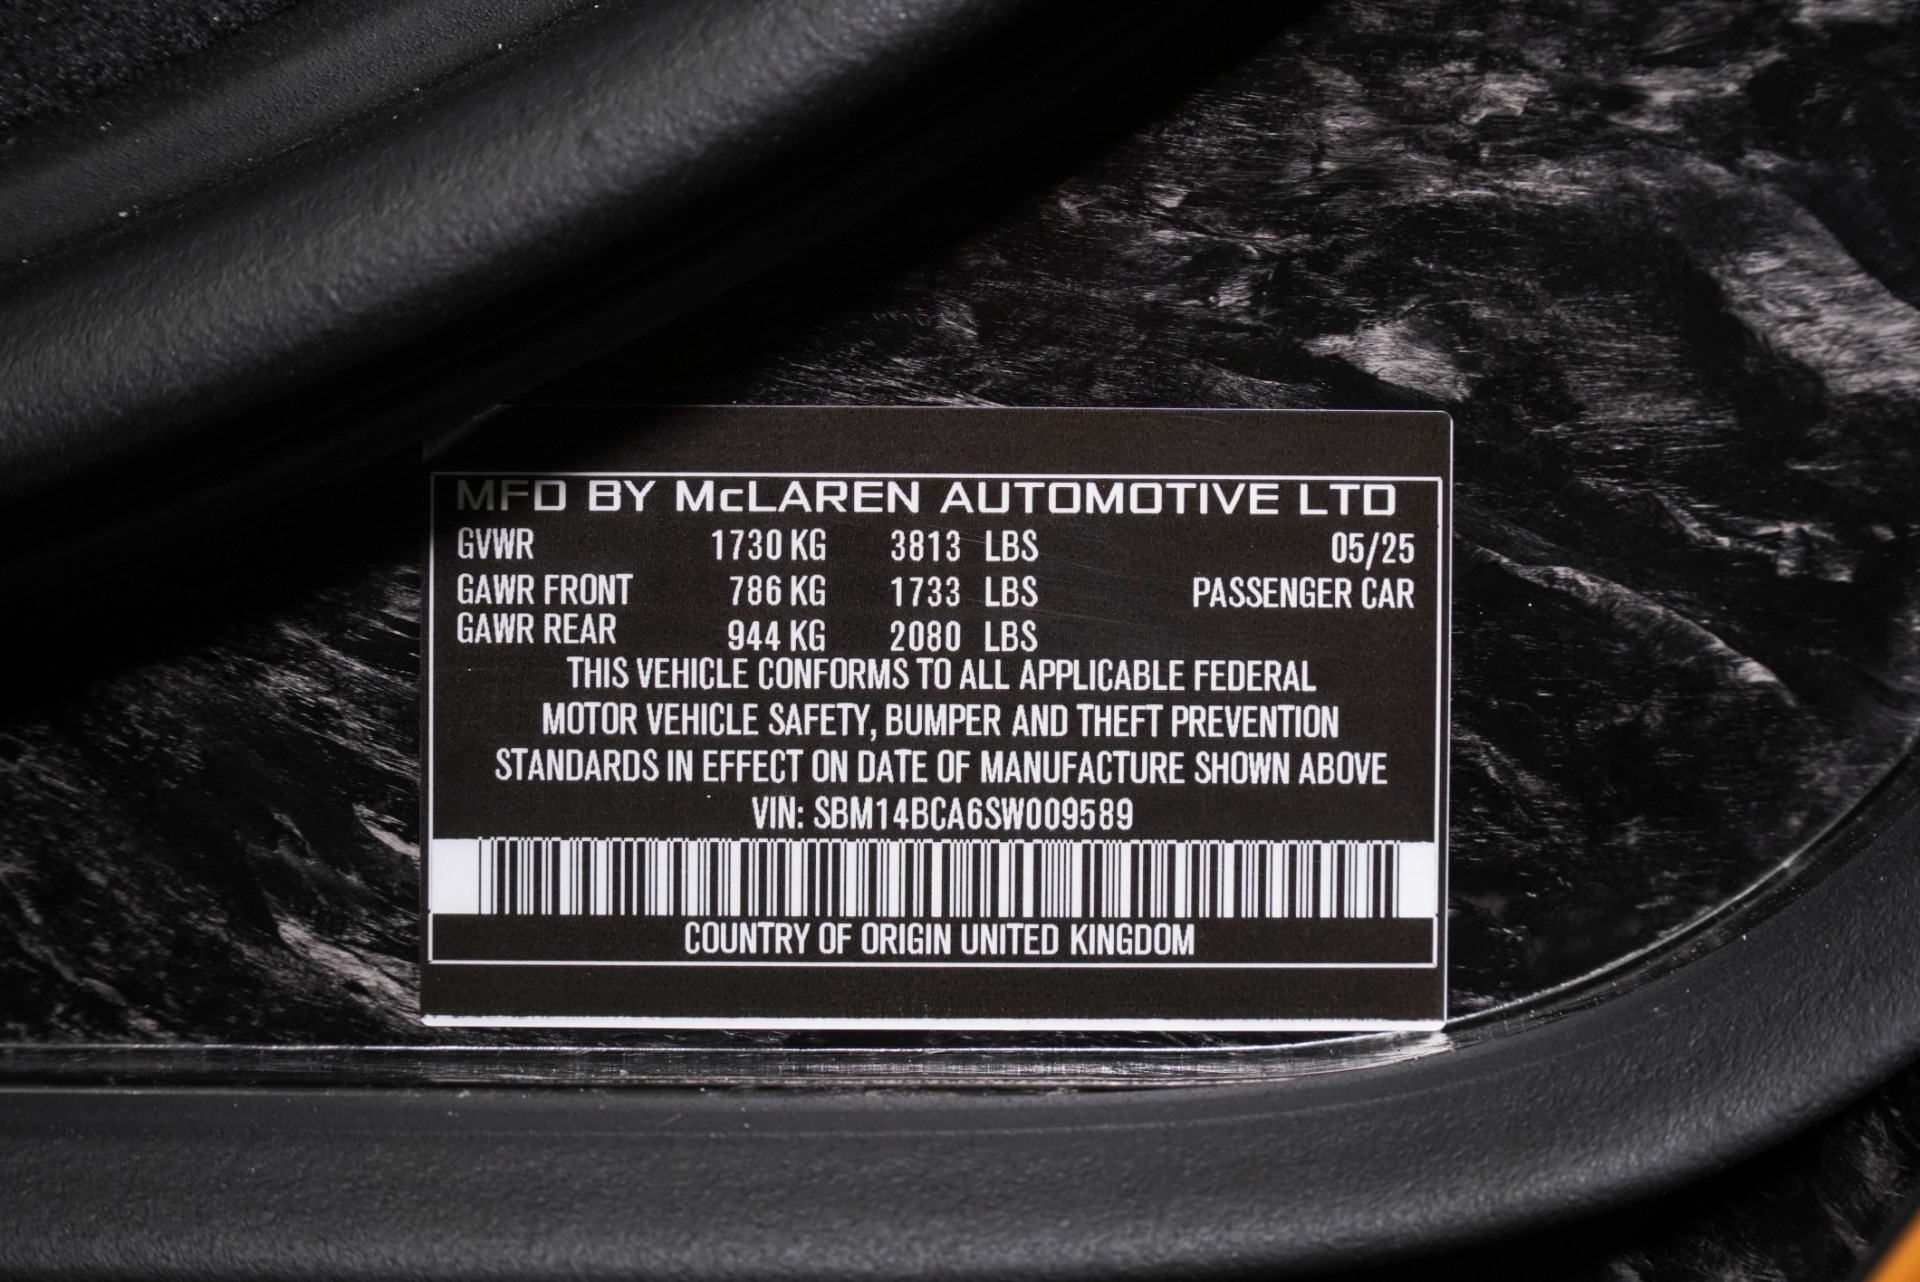 MFD BY McLAREN AUTOMOTIVE LTD
GVWR 1730 KG 3813 LBS 05/25
GAWR FRONT 786 KG 1733 LBS PASSENGER CAR
GAWR REAR 944 KG 2080 LBS
THIS VEHICLE CONFORMS TO ALL APPLICABLE FEDERAL
MOTOR VEHICLE SAFETY, BUMPER AND THEFT PREVENTION
STANDARDS IN EFFECT ON DATE OF MANUFACTURE SHOWN ABOVE
VIN: SBM14BCA6SW009589
COUNTRY OF ORIGIN UNITED KINGDOM